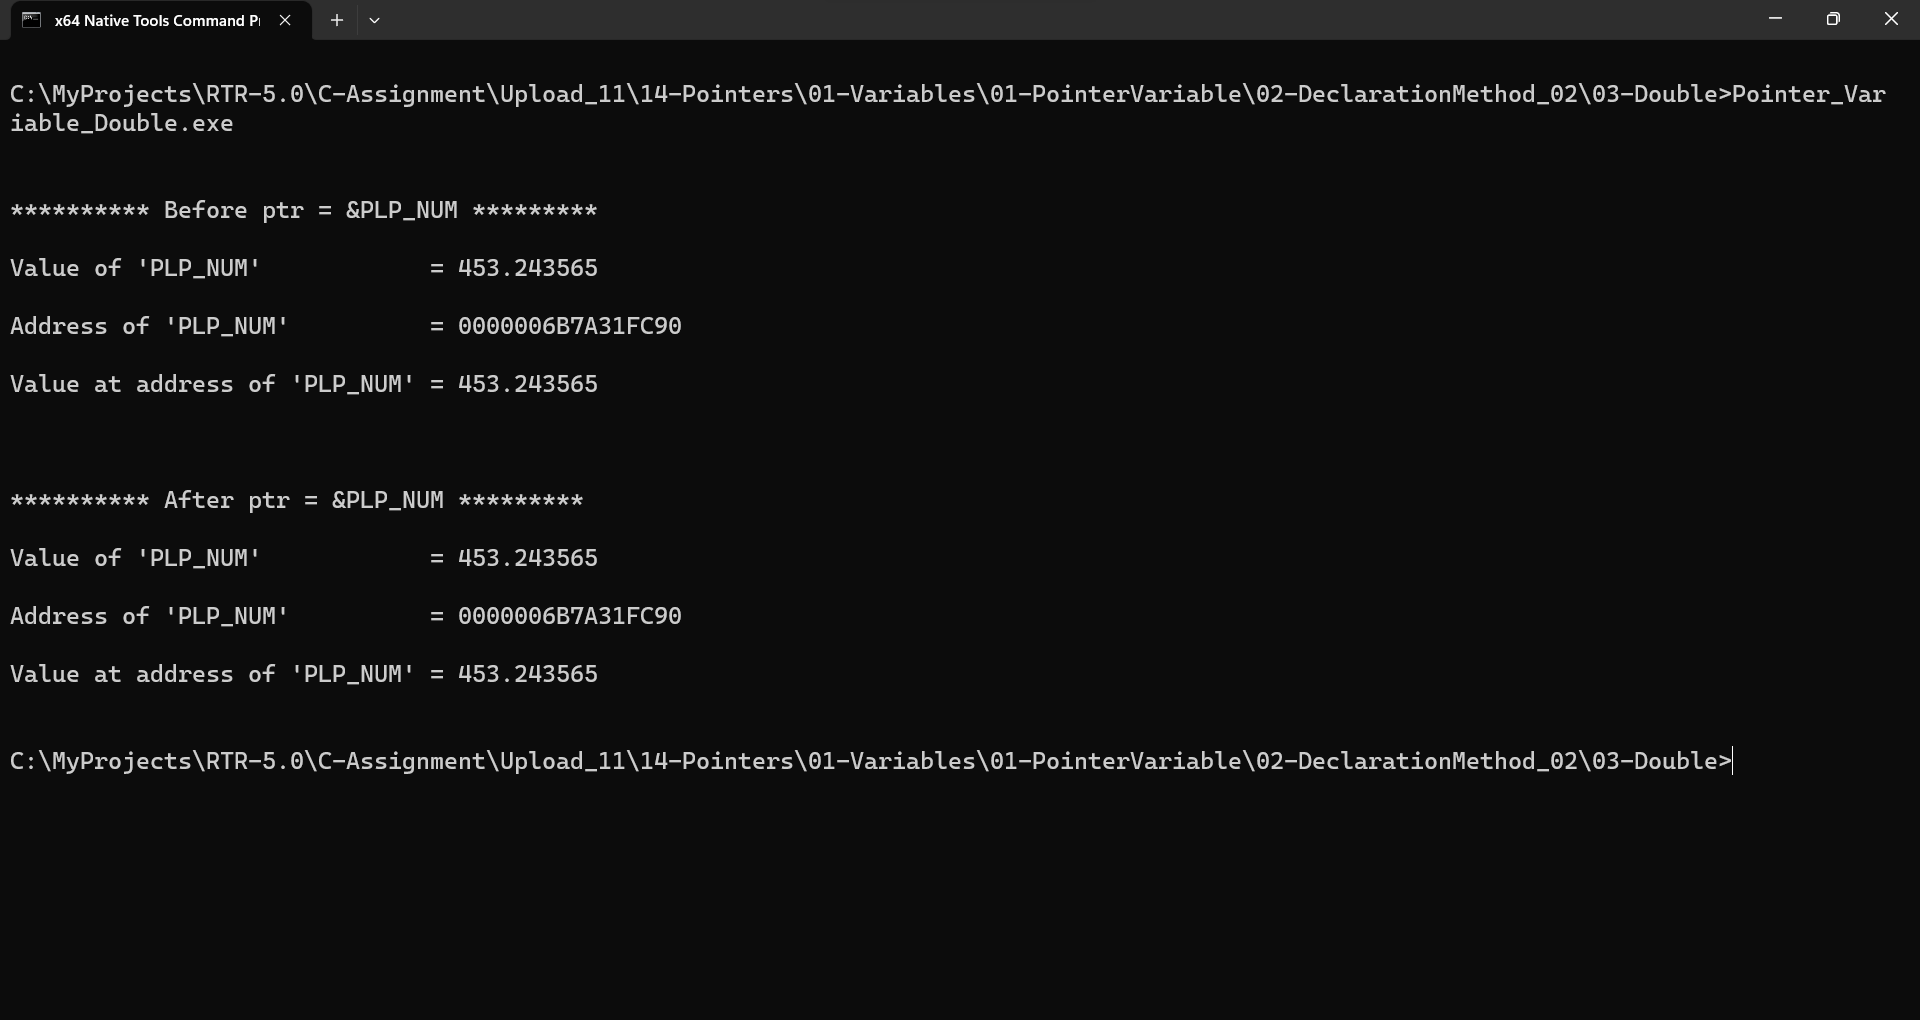 x64 Native Tools Command P
C:\MyProjects\RTR-5.0\C-Assignment\Upload_11\14-Pointers\01-Variables\01-PointerVariable\02-DeclarationMethod_02\03-Double>Pointer_Var
iable_Double.exe
********** Before ptr = &PLP_NUM *********
Value of 'PLP_NUM'            = 453.243565
Address of 'PLP_NUM'          = 0000006B7A31FC90
Value at address of 'PLP_NUM' = 453.243565
********** After ptr = &PLP_NUM *********
Value of 'PLP_NUM'            = 453.243565
Address of 'PLP_NUM'          = 0000006B7A31FC90
Value at address of 'PLP_NUM' = 453.243565
C:\MyProjects\RTR-5.0\C-Assignment\Upload_11\14-Pointers\01-Variables\01-PointerVariable\02-DeclarationMethod_02\03-Double>